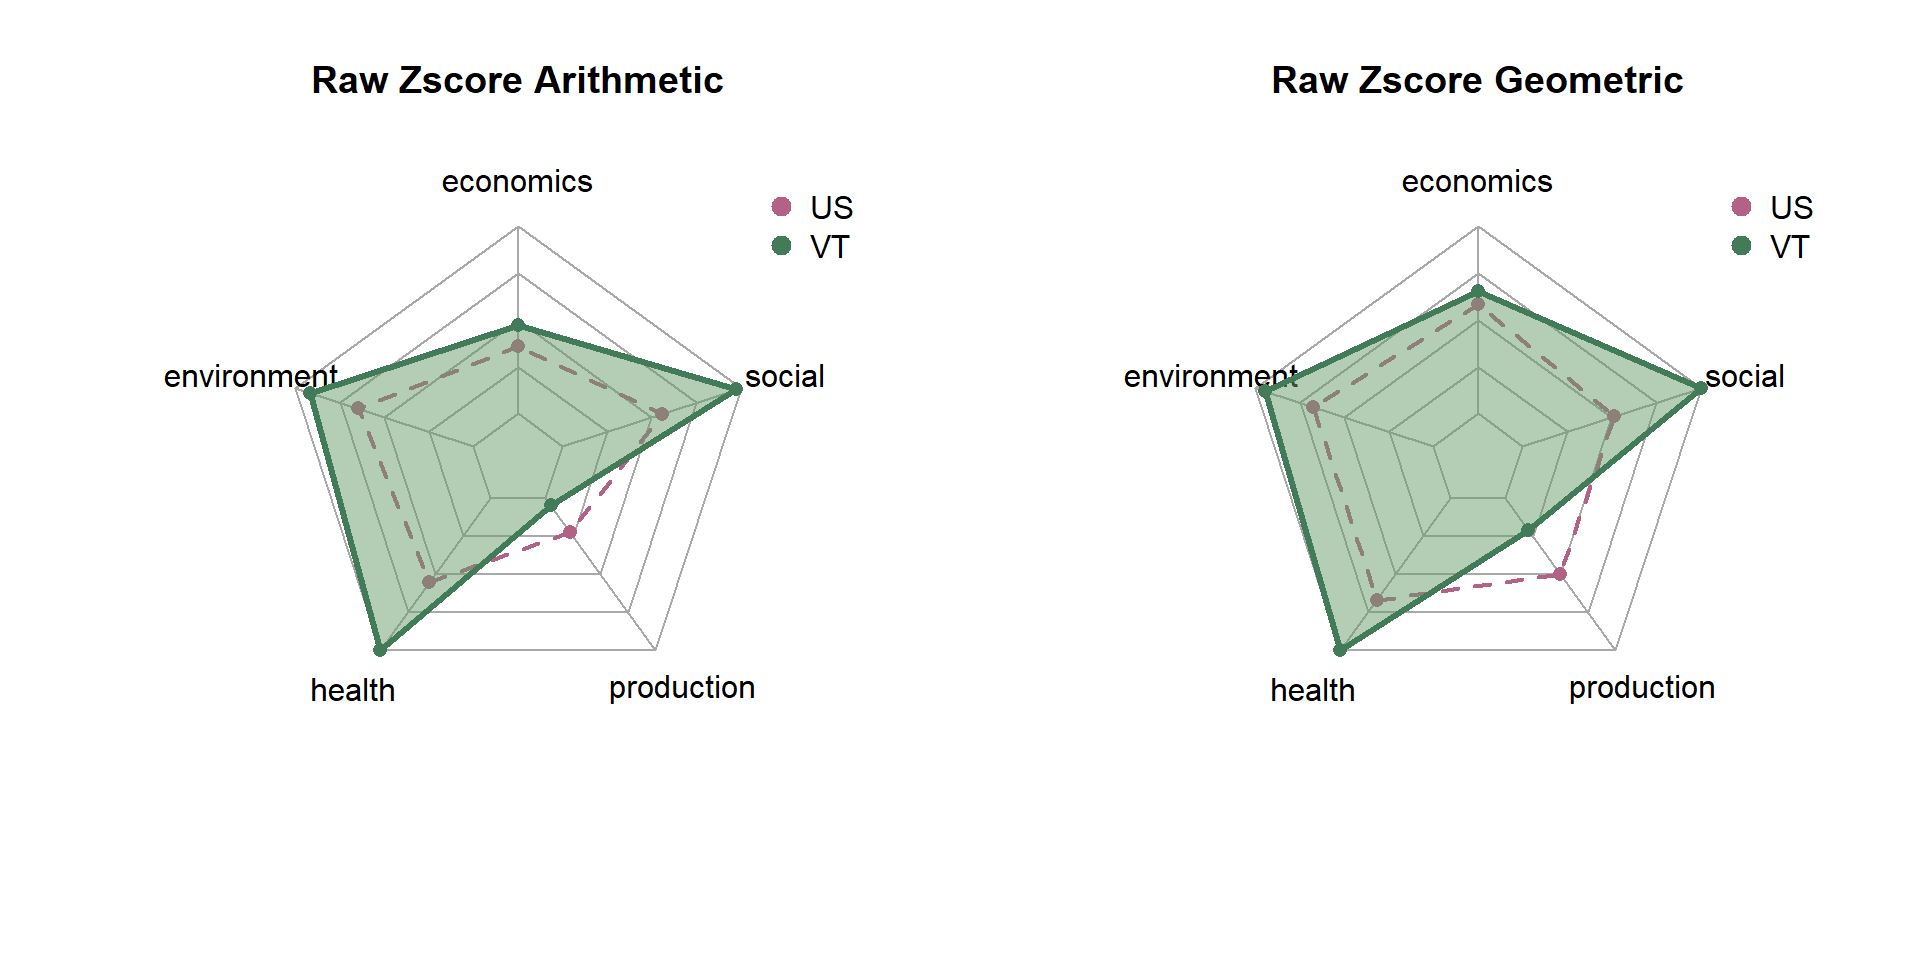 Raw Zscore Arithmetic
economics
US
VT
environment
social
health
production
Raw Zscore Geometric
economics
US
VT
environment
social
health
production